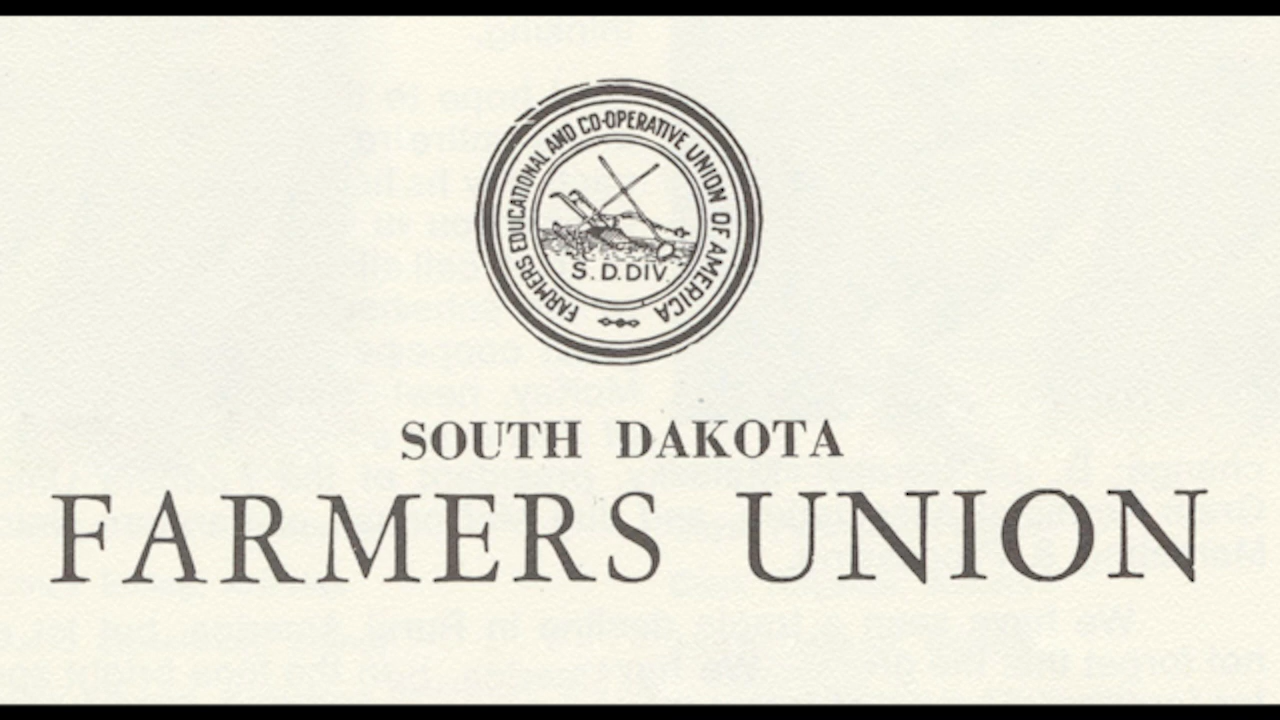 FARMERS EDUCATIONAL AND CO-OPERATIVE UNION OF AMERICA
S. D. DIV.
SOUTH DAKOTA
FARMERS UNION